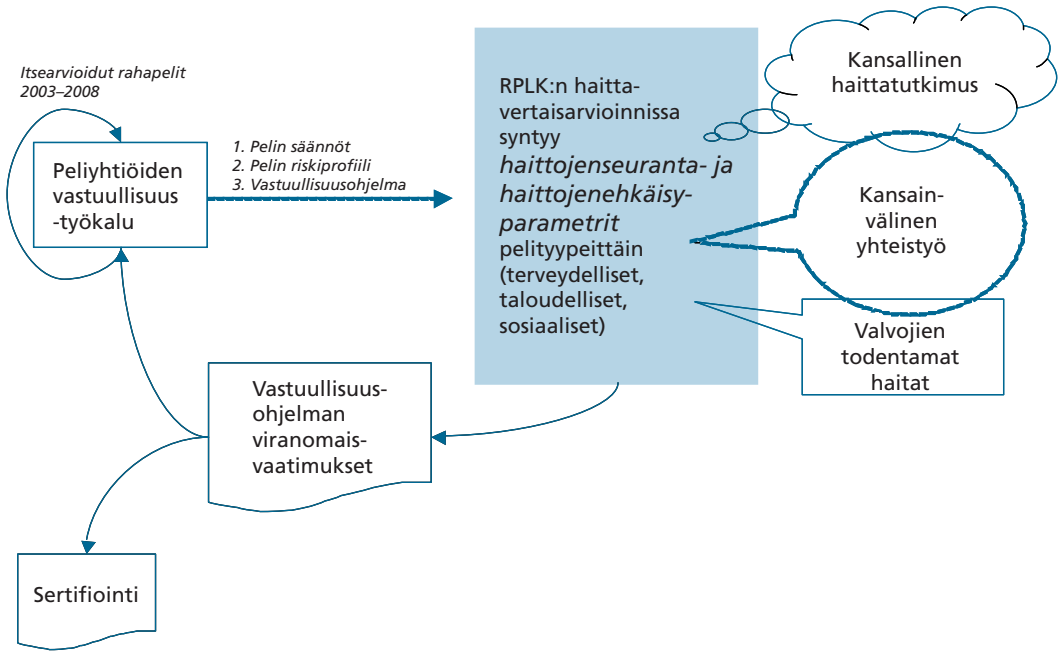 Itsearvioidut rahapelit
2003–2008
Peliyhtiöiden
vastuullisuus
-työkalu
1. Pelin säännöt
2. Pelin riskiprofiili
3. Vastuullisuusohjelma
RPLK:n haitta-
vertaisarvioinnissa
syntyy
haittojenseuranta- ja
haittojenehkäisy-
parametrit
pelityypeittäin
(terveydelliset,
taloudelliset,
sosiaaliset)
Kansallinen
haittatutkimus
Kansain-
välinen
yhteistyö
Valvojien
todentamat
haitat
Vastuullisuus-
ohjelman
viranomais-
vaatimukset
Sertifiointi